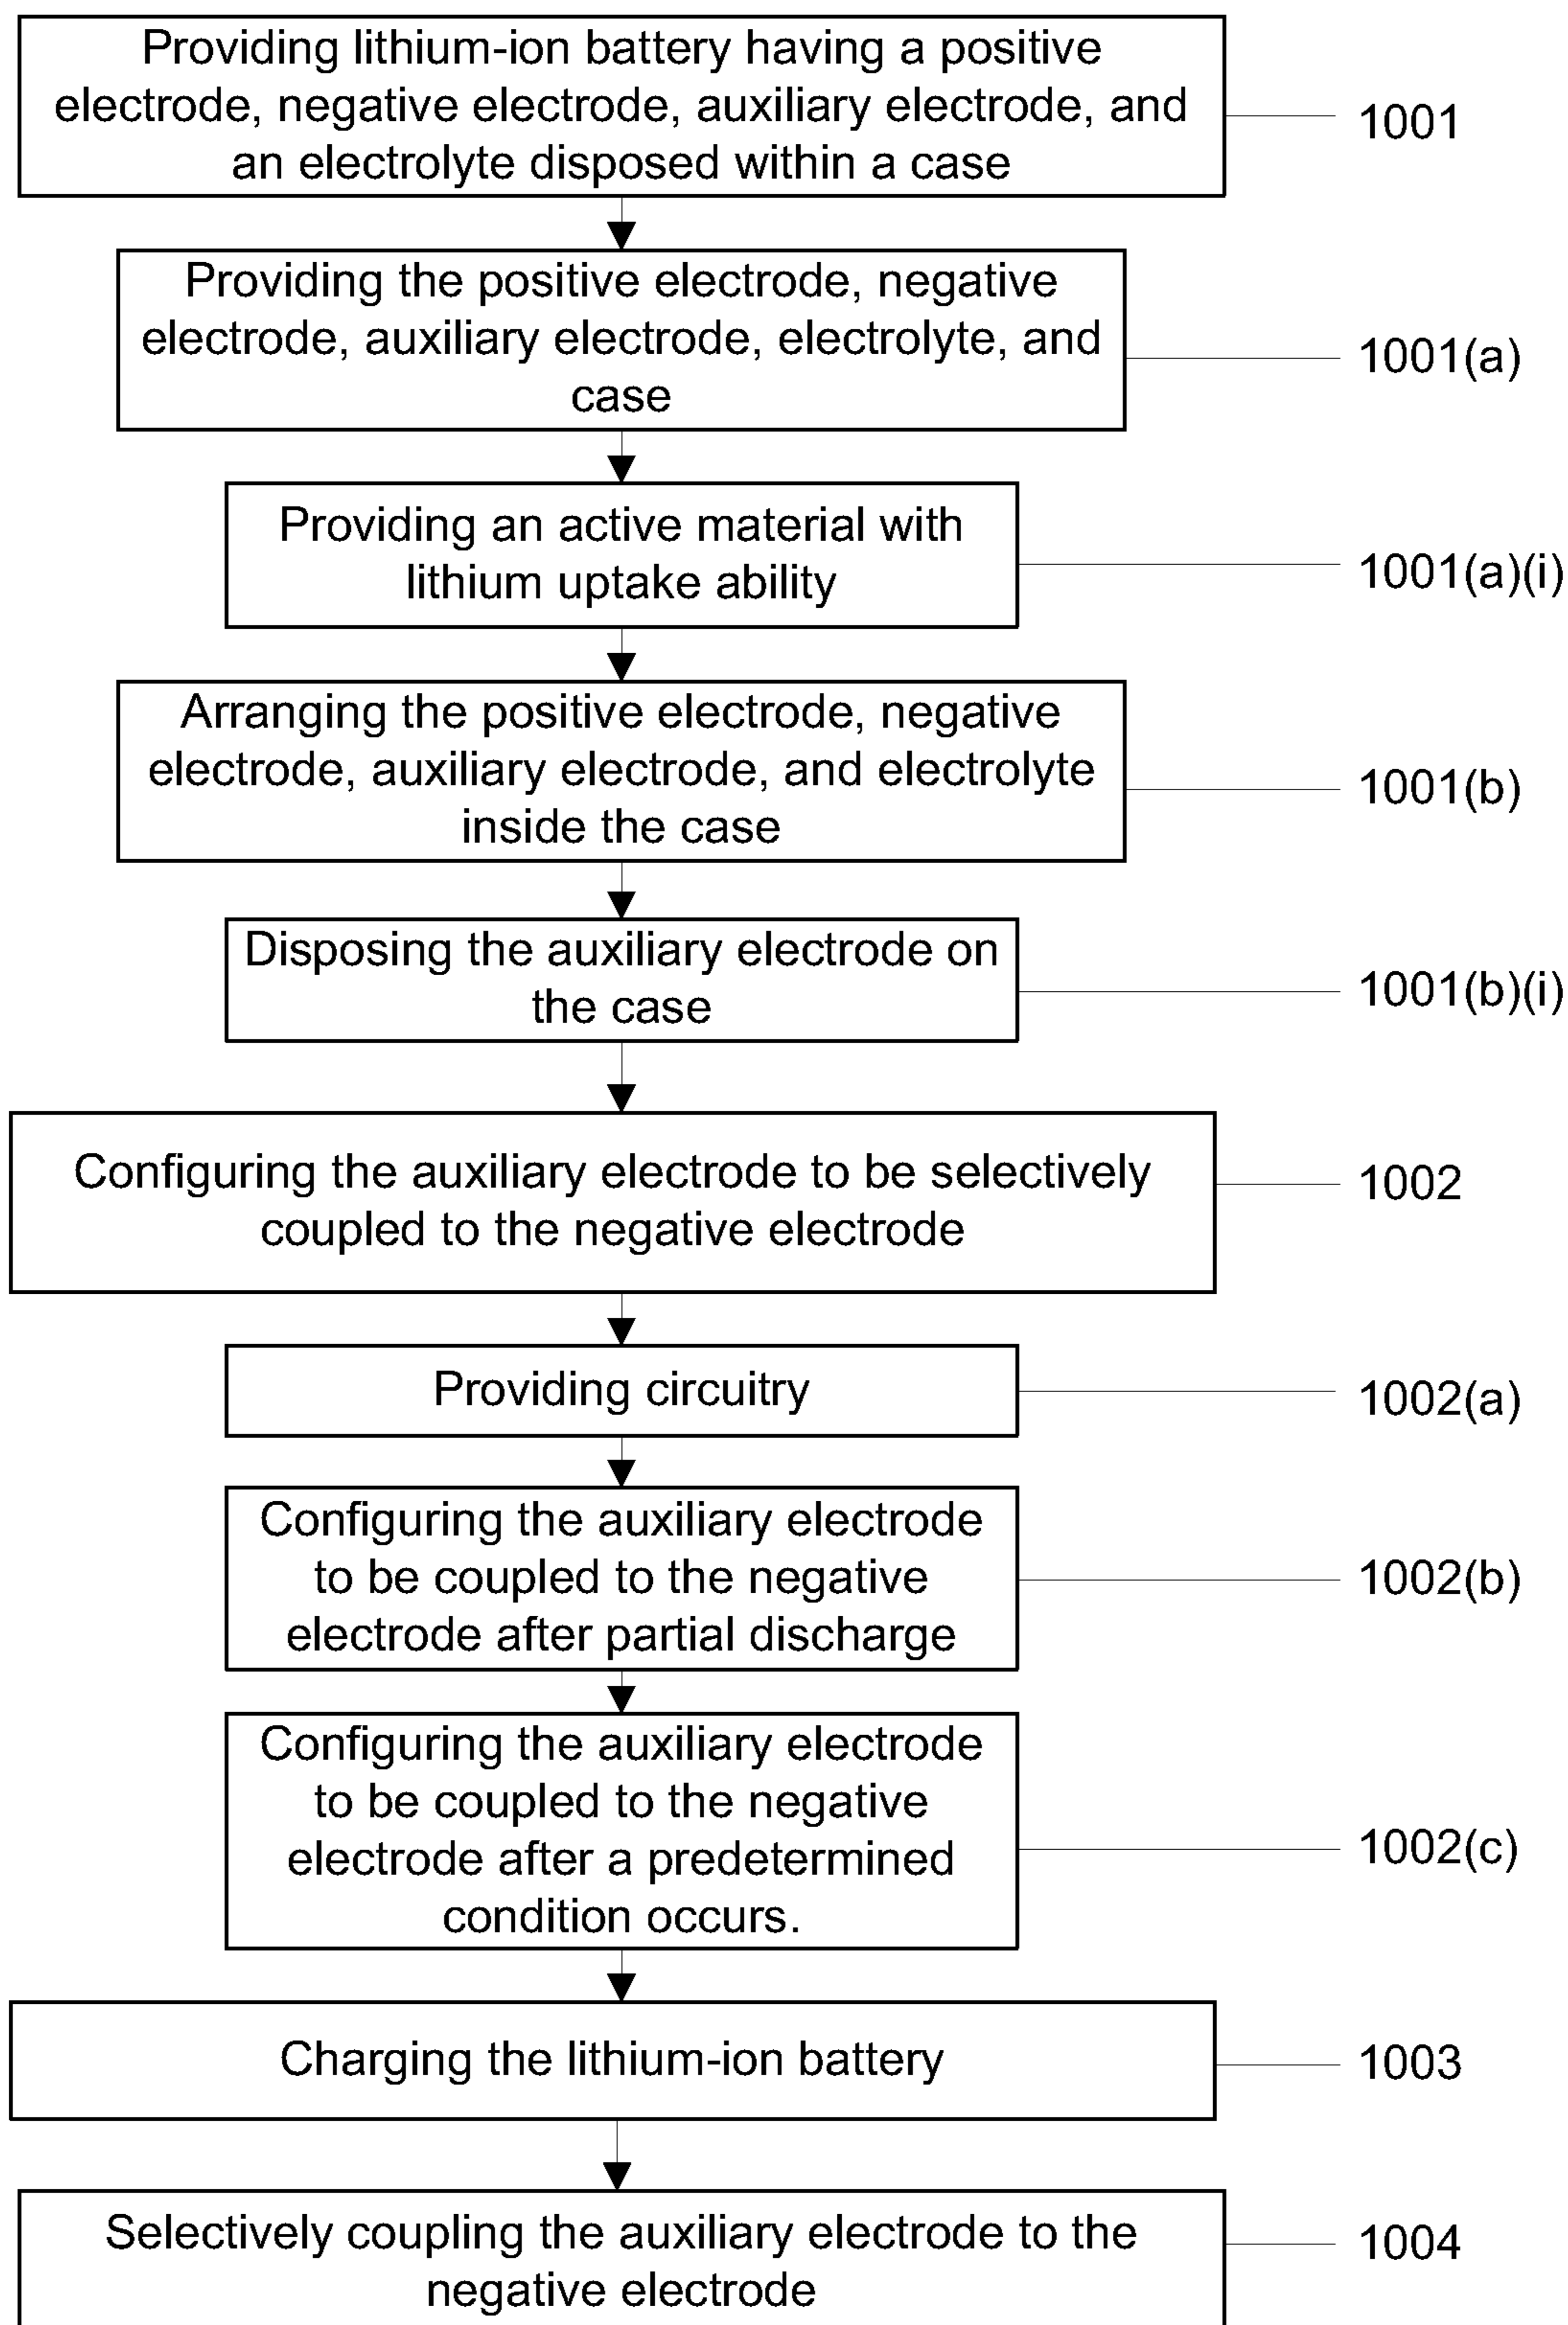 Providing lithium-ion battery having a positive
electrode, negative electrode, auxiliary electrode, and
an electrolyte disposed within a case
1001
Providing the positive electrode, negative
electrode, auxiliary electrode, electrolyte, and
case
1001(a)
Providing an active material with
lithium uptake ability
1001(a)(i)
Arranging the positive electrode, negative
electrode, auxiliary electrode, and electrolyte
inside the case
1001(b)
Disposing the auxiliary electrode on
the case
1001(b)(i)
Configuring the auxiliary electrode to be selectively
coupled to the negative electrode
1002
Providing circuitry
1002(a)
Configuring the auxiliary electrode
to be coupled to the negative
electrode after partial discharge
1002(b)
Configuring the auxiliary electrode
to be coupled to the negative
electrode after a predetermined
condition occurs.
1002(c)
Charging the lithium-ion battery
1003
Selectively coupling the auxiliary electrode to the
negative electrode
1004